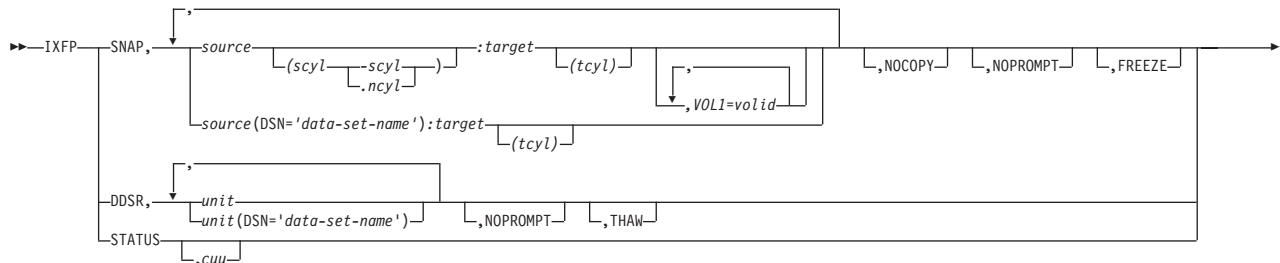 ,
IXFP SNAP, source (scyl -scyl ) :target (tcyl) ,NOCOPY ,NOPROMPT ,FREEZE
.ncyl
,
,VOL1=volid
source(DSN='data-set-name'):target
(tcyl)
,
DDSR, unit
unit(DSN='data-set-name') ,NOPROMPT ,THAW
STATUS
,cuu